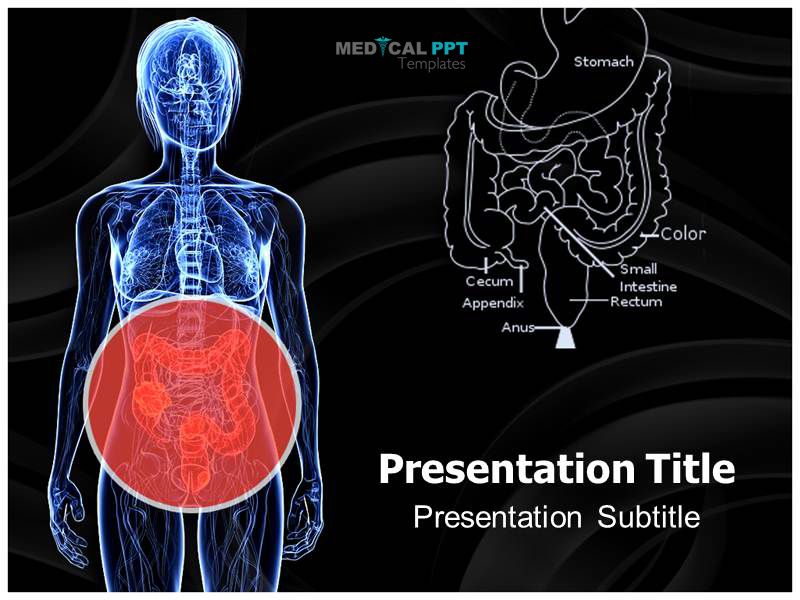 MEDICAL PPT
Templates
Stomach
Color
Small
Intestine
Cecum
Appendix
Rectum
Anus
Presentation Title
Presentation Subtitle